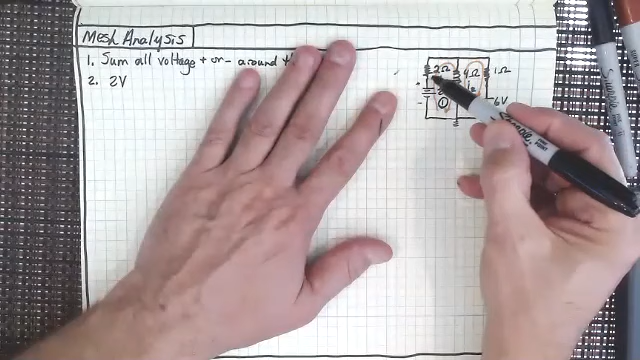 Mesh Analysis
1. Sum all voltage + or - around
2. 2V
2Ω 4Ω 1Ω
+
- 1 6V
Sharpie